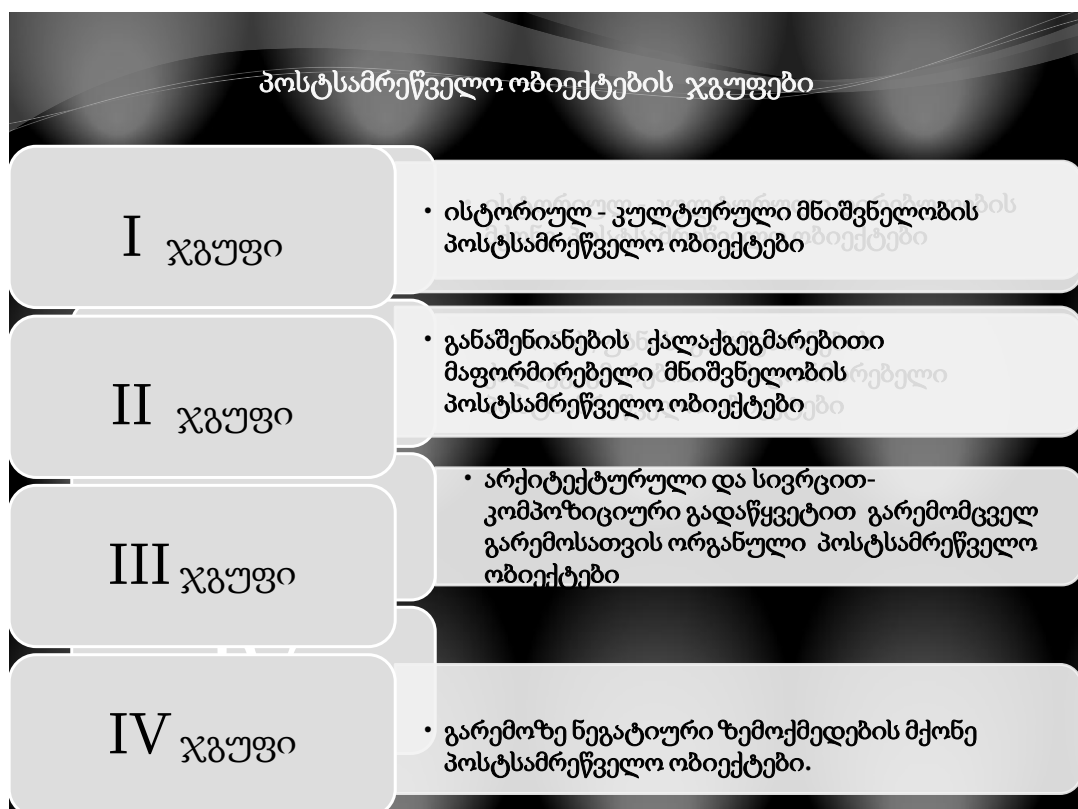 პოსტსამრეწველო ობიექტების ჯგუფები
I ჯგუფი
• ისტორიულ - კულტურული მნიშვნელობის
პოსტსამრეწველო ობიექტები
II ჯგუფი
• განაშენიანების ქალაქგეგმარებითი
მაფორმირებელი მნიშვნელობის
პოსტსამრეწველო ობიექტები
III ჯგუფი
• არქიტექტურული და სივრცით-
კომპოზიციური გადაწყვეტით გარემომცველ
გარემოსათვის ორგანული პოსტსამრეწველო
ობიექტები
IV ჯგუფი
• გარემოზე ნეგატიური ზემოქმედების მქონე
პოსტსამრეწველო ობიექტები.